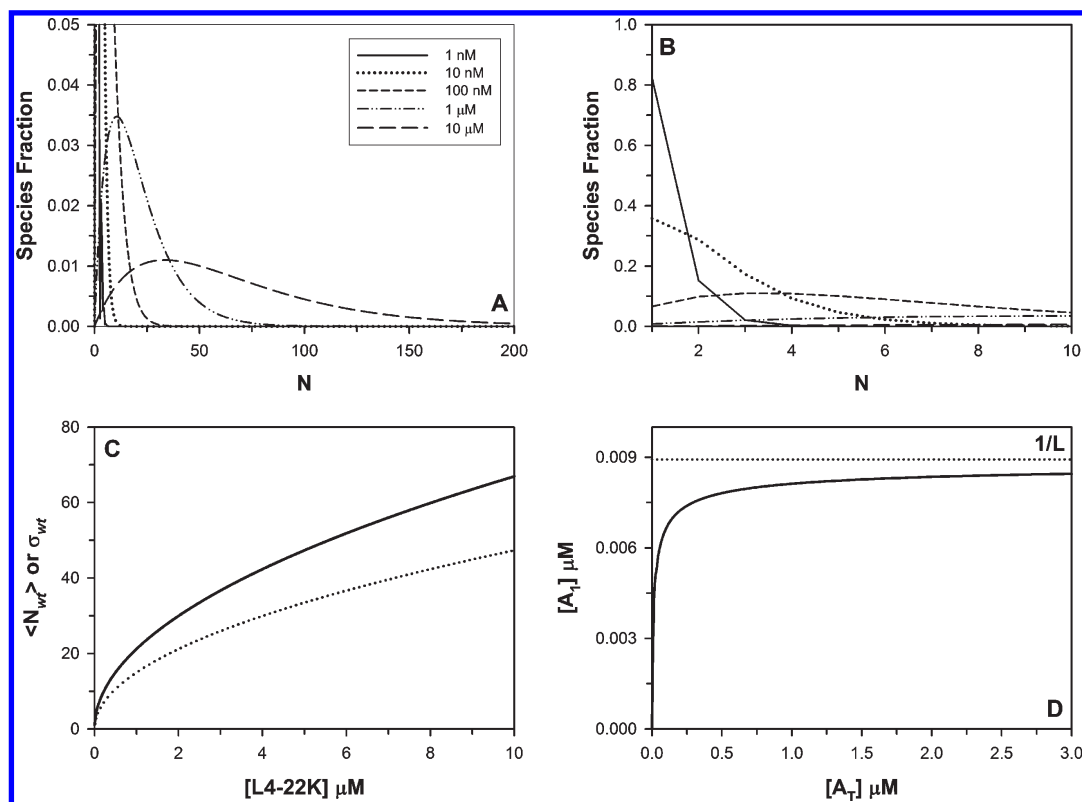 0.05
0.04
0.03
0.02
0.01
0.00
Species Fraction
1 nM
10 nM
100 nM
1 μM
10 μM
A
0
50
100
150
200
N
1.0
0.8
0.6
0.4
0.2
0.0
Species Fraction
B
2
4
6
8
10
N
80
60
40
20
0
<N_wt> or σ_wt
C
0
2
4
6
8
10
[L4-22K] μM
0.009
0.006
0.003
0.000
[A₁] μM
1/L
D
0.0
0.5
1.0
1.5
2.0
2.5
3.0
[A_T] μM